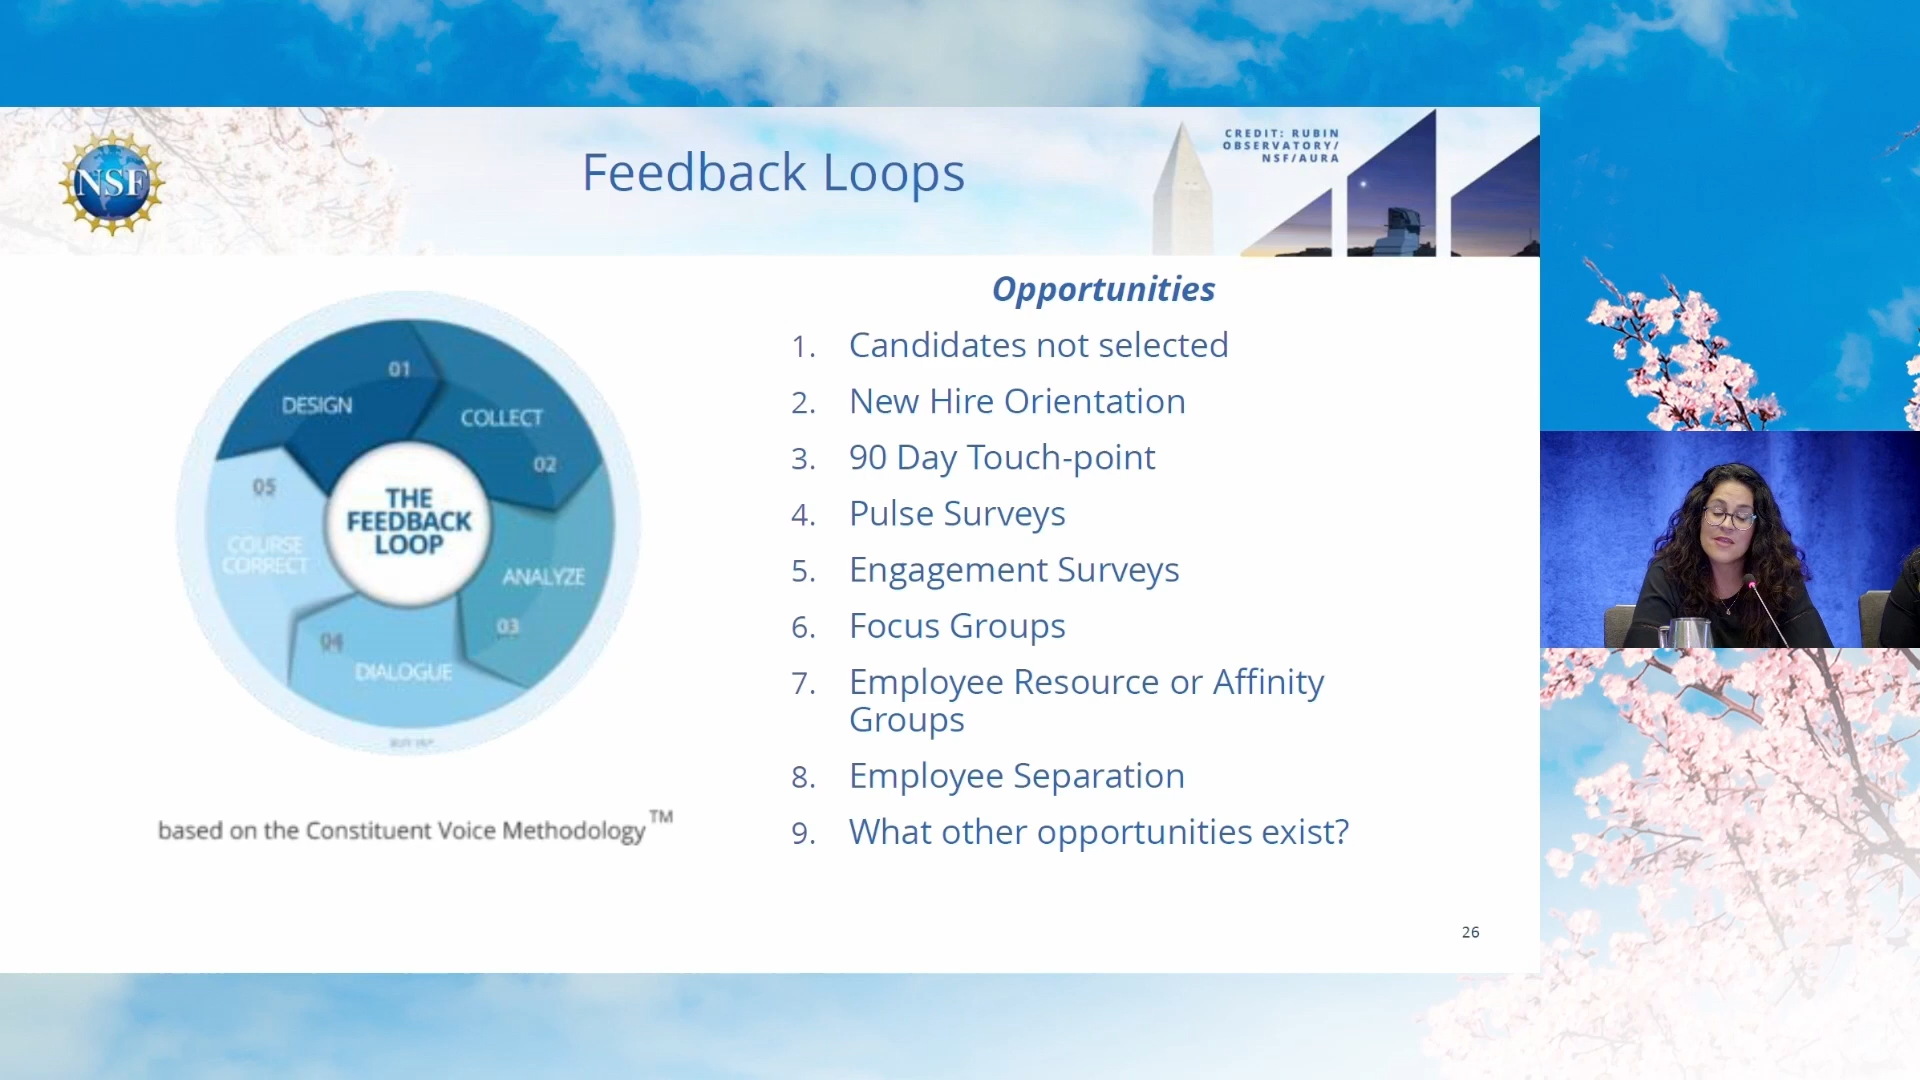 NSF
Feedback Loops
CREDIT: RUBIN
OBSERVATORY/
NSF/AURA
01
DESIGN
COLLECT
02
05
THE
FEEDBACK
LOOP
COURSE
CORRECT
ANALYZE
03
04
DIALOGUE
based on the Constituent Voice Methodology™
Opportunities
1. Candidates not selected
2. New Hire Orientation
3. 90 Day Touch-point
4. Pulse Surveys
5. Engagement Surveys
6. Focus Groups
7. Employee Resource or Affinity
Groups
8. Employee Separation
9. What other opportunities exist?
26